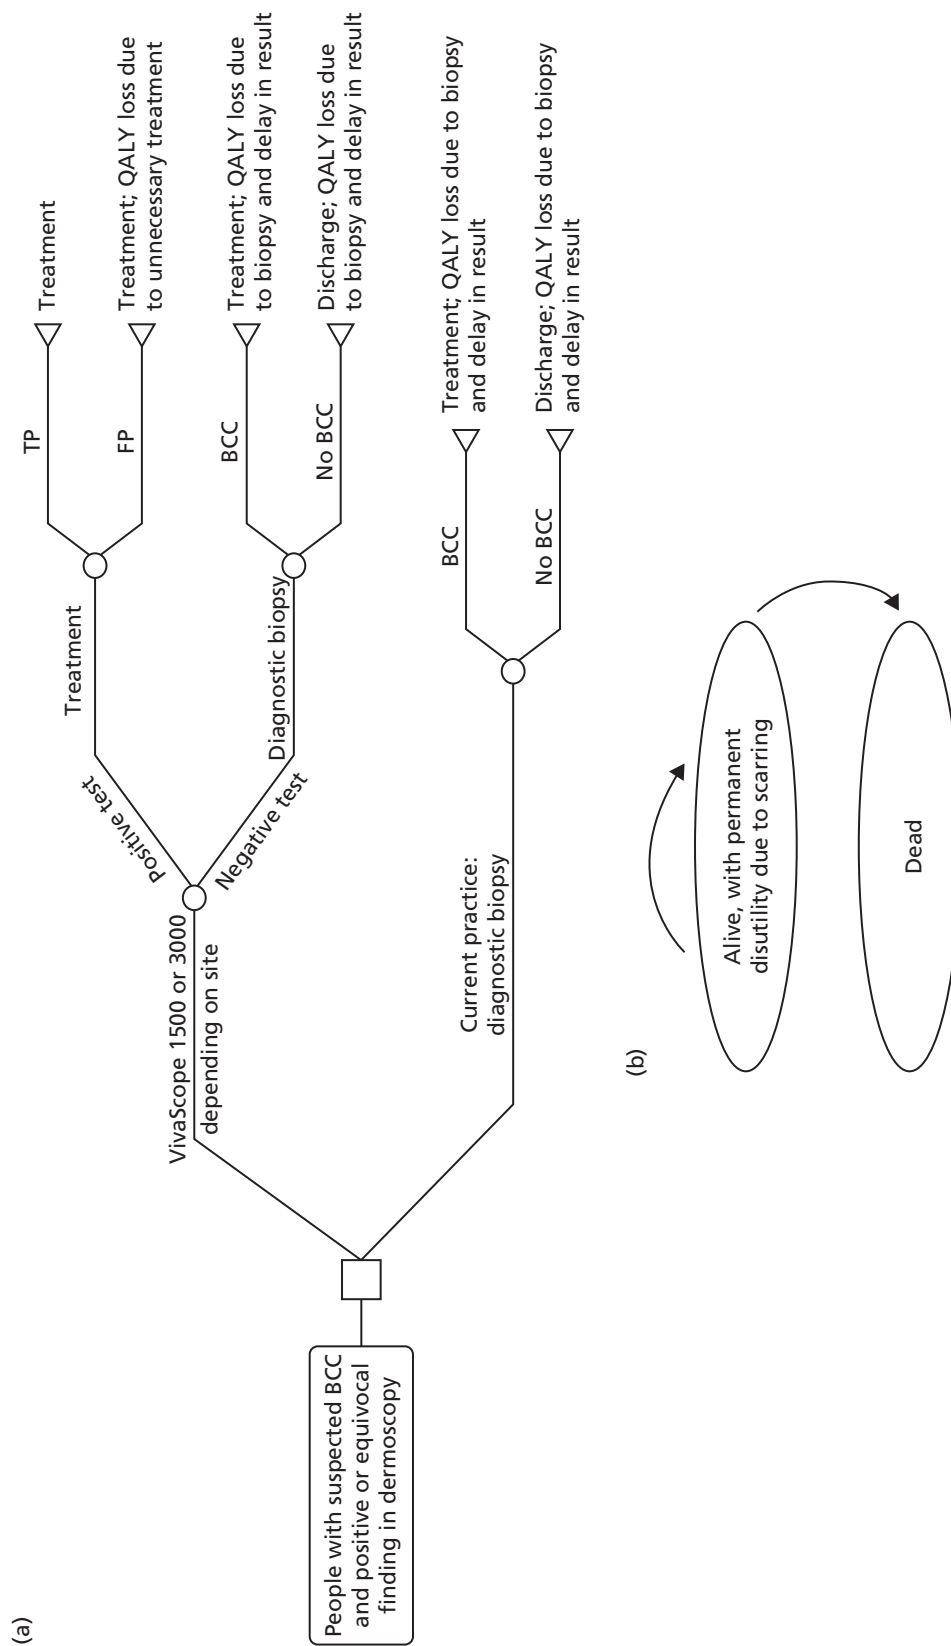 (a)
People with suspected BCC
and positive or equivocal
finding in dermoscopy
VivaScope 1500 or 3000
depending on site
Positive test
Treatment
TP
Treatment
FP
Treatment; QALY loss due
to unnecessary treatment
Negative test
Diagnostic biopsy
BCC
Treatment; QALY loss due
to biopsy and delay in result
No BCC
Discharge; QALY loss due
to biopsy and delay in result
Current practice:
diagnostic biopsy
BCC
Treatment; QALY loss due to biopsy
and delay in result
No BCC
Discharge; QALY loss due to biopsy
and delay in result
(b)
Alive, with permanent
disutility due to scarring
Dead